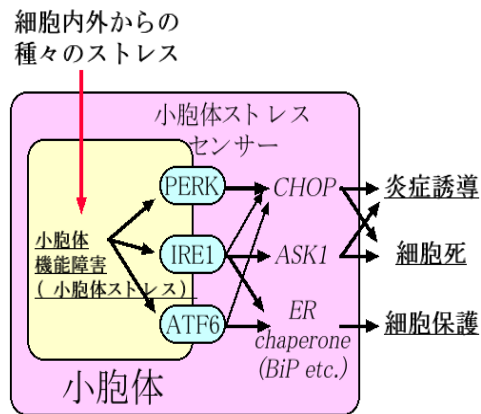 細胞内外からの
種々のストレス
小胞体ストレス
センサー
PERK
CHOP
炎症誘導
小胞体
機能障害
( 小胞体ストレス)
IRE1
ASK1
細胞死
ATF6
ER
chaperone
(BiP etc.)
細胞保護
小胞体